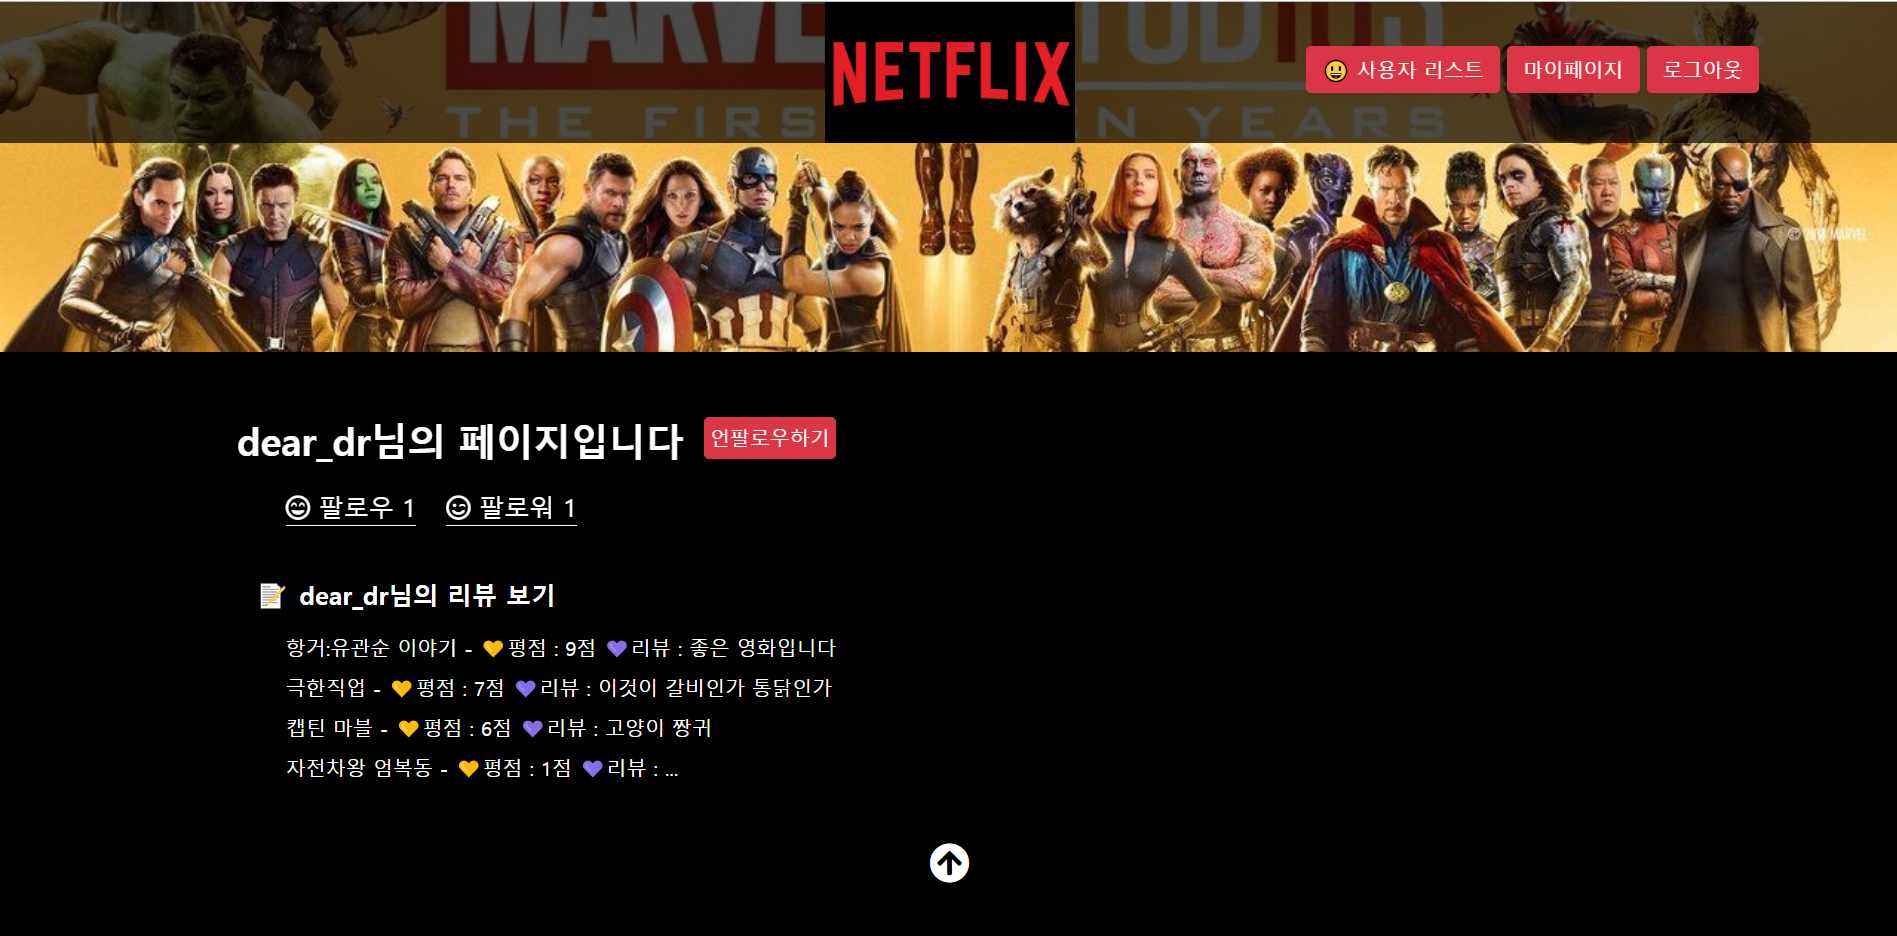 MARVEL STUDIOS
NETFLIX
😃 사용자 리스트 마이페이지 로그아웃
THE FIRS EN YEARS
© 2018 MARVEL
dear_dr님의 페이지입니다 언팔로우하기
팔로우 1 팔로워 1
📝 dear_dr님의 리뷰 보기
항거:유관순 이야기 - 💛평점 : 9점 💜리뷰 : 좋은 영화입니다
극한직업 - 💛평점 : 7점 💜리뷰 : 이것이 갈비인가 통닭인가
캡틴 마블 - 💛평점 : 6점 💜리뷰 : 고양이 짱귀
자전차왕 엄복동 - 💛평점 : 1점 💜리뷰 : ...